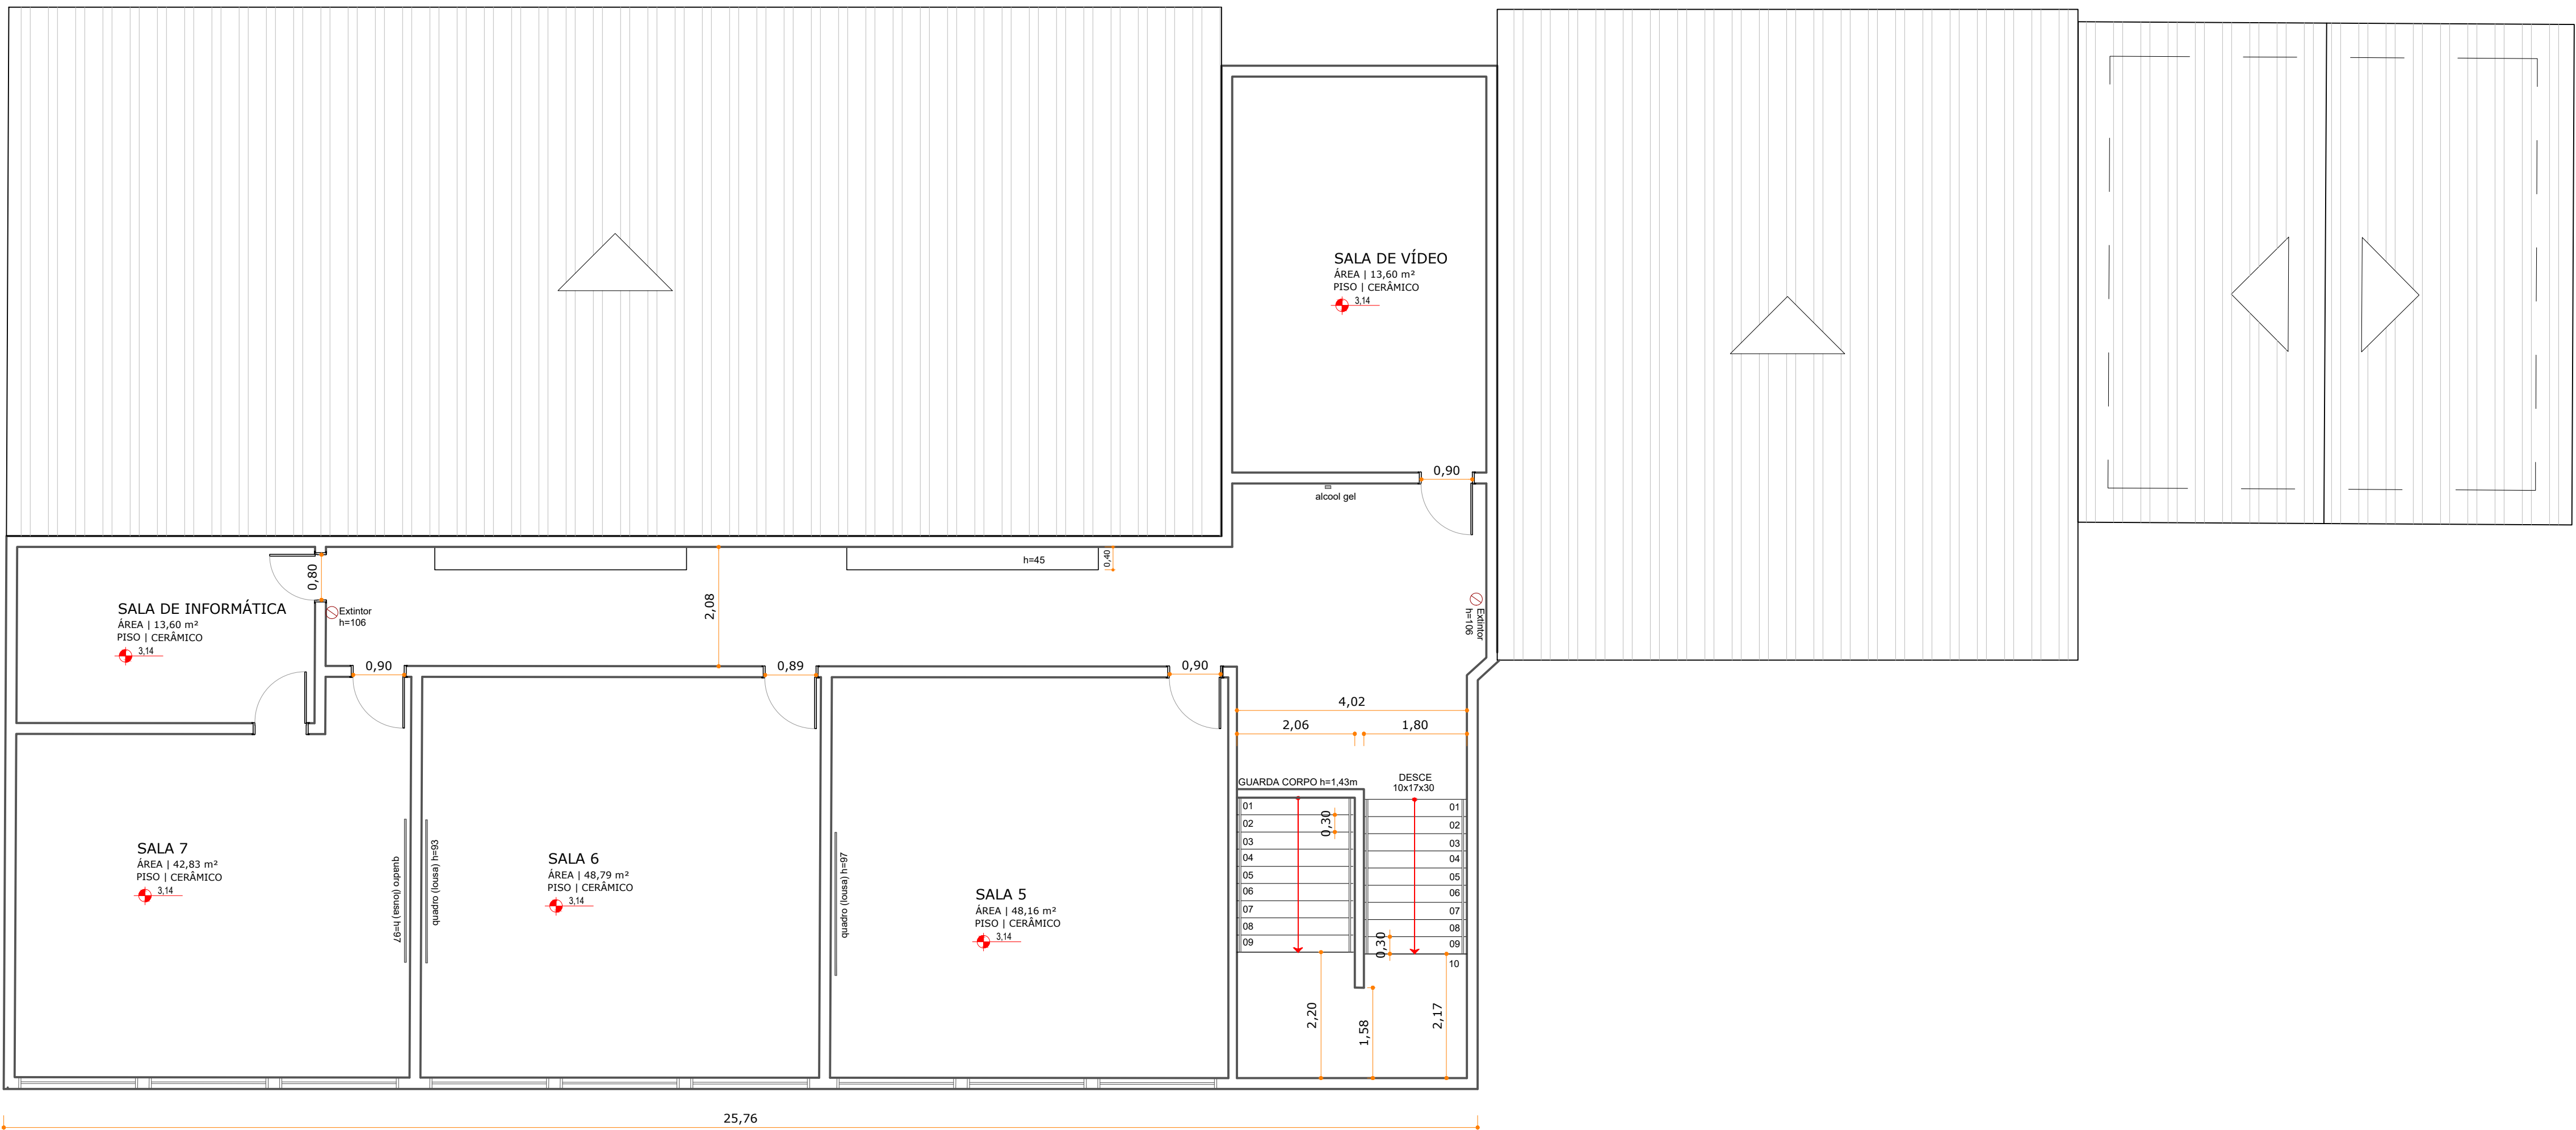 SALA DE VÍDEO
ÁREA | 13,60 m²
PISO | CERÂMICO
3,14
0,90
alcool gel
h=45
0,40
0,80
2,08
SALA DE INFORMÁTICA
ÁREA | 13,60 m²
PISO | CERÂMICO
3,14
Extintor
h=106
Extintor
h=106
0,90
0,89
0,90
4,02
2,06
1,80
GUARDA CORPO h=1,43m
DESCE
10x17x30
01
02
03
04
05
06
07
08
09
0,30
01
02
03
04
05
06
07
08
09
10
0,30
SALA 7
ÁREA | 42,83 m²
PISO | CERÂMICO
3,14
quadro (lousa) h=97
quadro (lousa) h=93
SALA 6
ÁREA | 48,79 m²
PISO | CERÂMICO
3,14
quadro (lousa) h=97
SALA 5
ÁREA | 48,16 m²
PISO | CERÂMICO
3,14
2,20
1,58
2,17
25,76